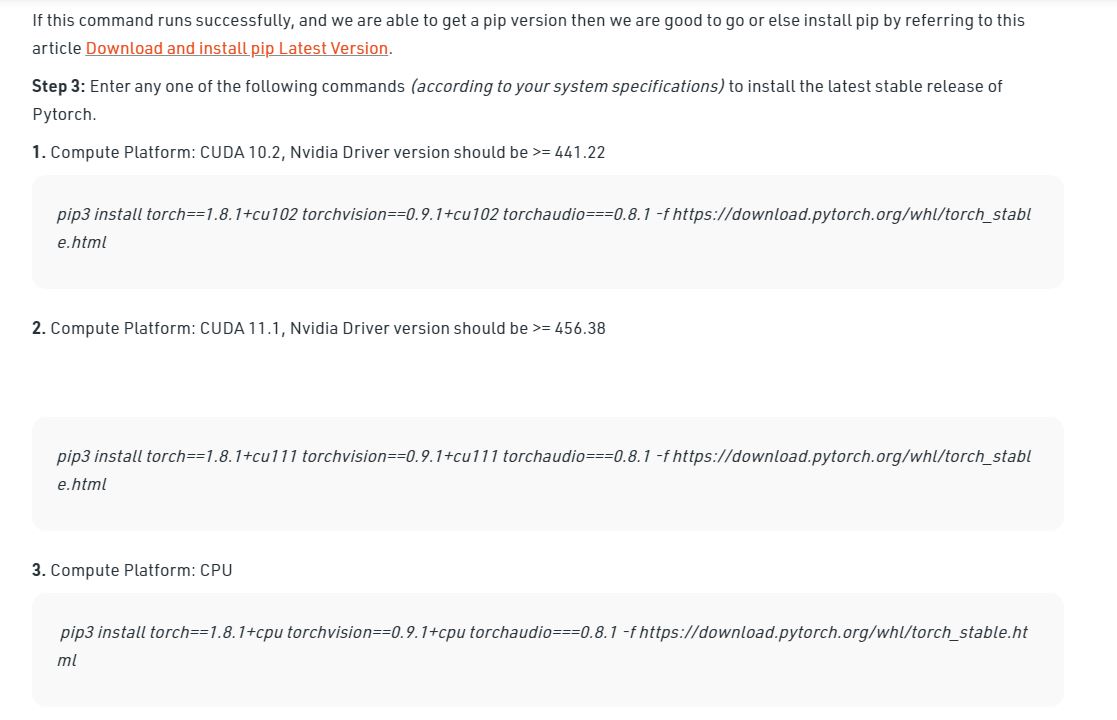 If this command runs successfully, and we are able to get a pip version then we are good to go or else install pip by referring to this
article Download and install pip Latest Version.
Step 3: Enter any one of the following commands (according to your system specifications) to install the latest stable release of
Pytorch.
1. Compute Platform: CUDA 10.2, Nvidia Driver version should be >= 441.22
pip3 install torch==1.8.1+cu102 torchvision==0.9.1+cu102 torchaudio===0.8.1 -f https://download.pytorch.org/whl/torch_stabl
e.html
2. Compute Platform: CUDA 11.1, Nvidia Driver version should be >= 456.38
pip3 install torch==1.8.1+cu111 torchvision==0.9.1+cu111 torchaudio===0.8.1 -f https://download.pytorch.org/whl/torch_stabl
e.html
3. Compute Platform: CPU
pip3 install torch==1.8.1+cpu torchvision==0.9.1+cpu torchaudio===0.8.1 -f https://download.pytorch.org/whl/torch_stable.ht
ml